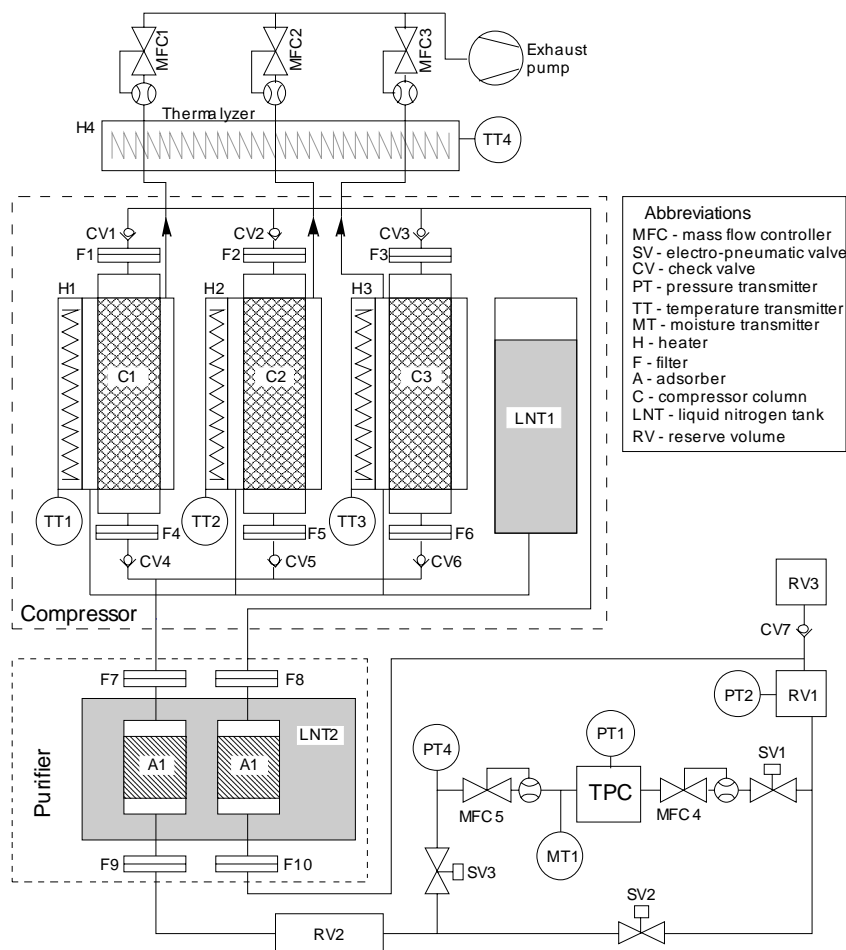 MFC1
MFC2
MFC3
Exhaust
pump
Thermalyzer
H4
TT4
CV1
CV2
CV3
F1
F2
F3
H1
H2
H3
C1
C2
C3
LNT1
TT1
TT2
TT3
F4
F5
F6
CV4
CV5
CV6
Compressor
Abbreviations
MFC - mass flow controller
SV - electro-pneumatic valve
CV - check valve
PT - pressure transmitter
TT - temperature transmitter
MT - moisture transmitter
H - heater
F - filter
A - adsorber
C - compressor column
LNT - liquid nitrogen tank
RV - reserve volume
RV3
CV7
F7
F8
PT2
RV1
LNT2
A1
A1
Purifier
PT4
PT1
SV1
TPC
MFC5
MFC4
MT1
F9
F10
SV3
SV2
RV2